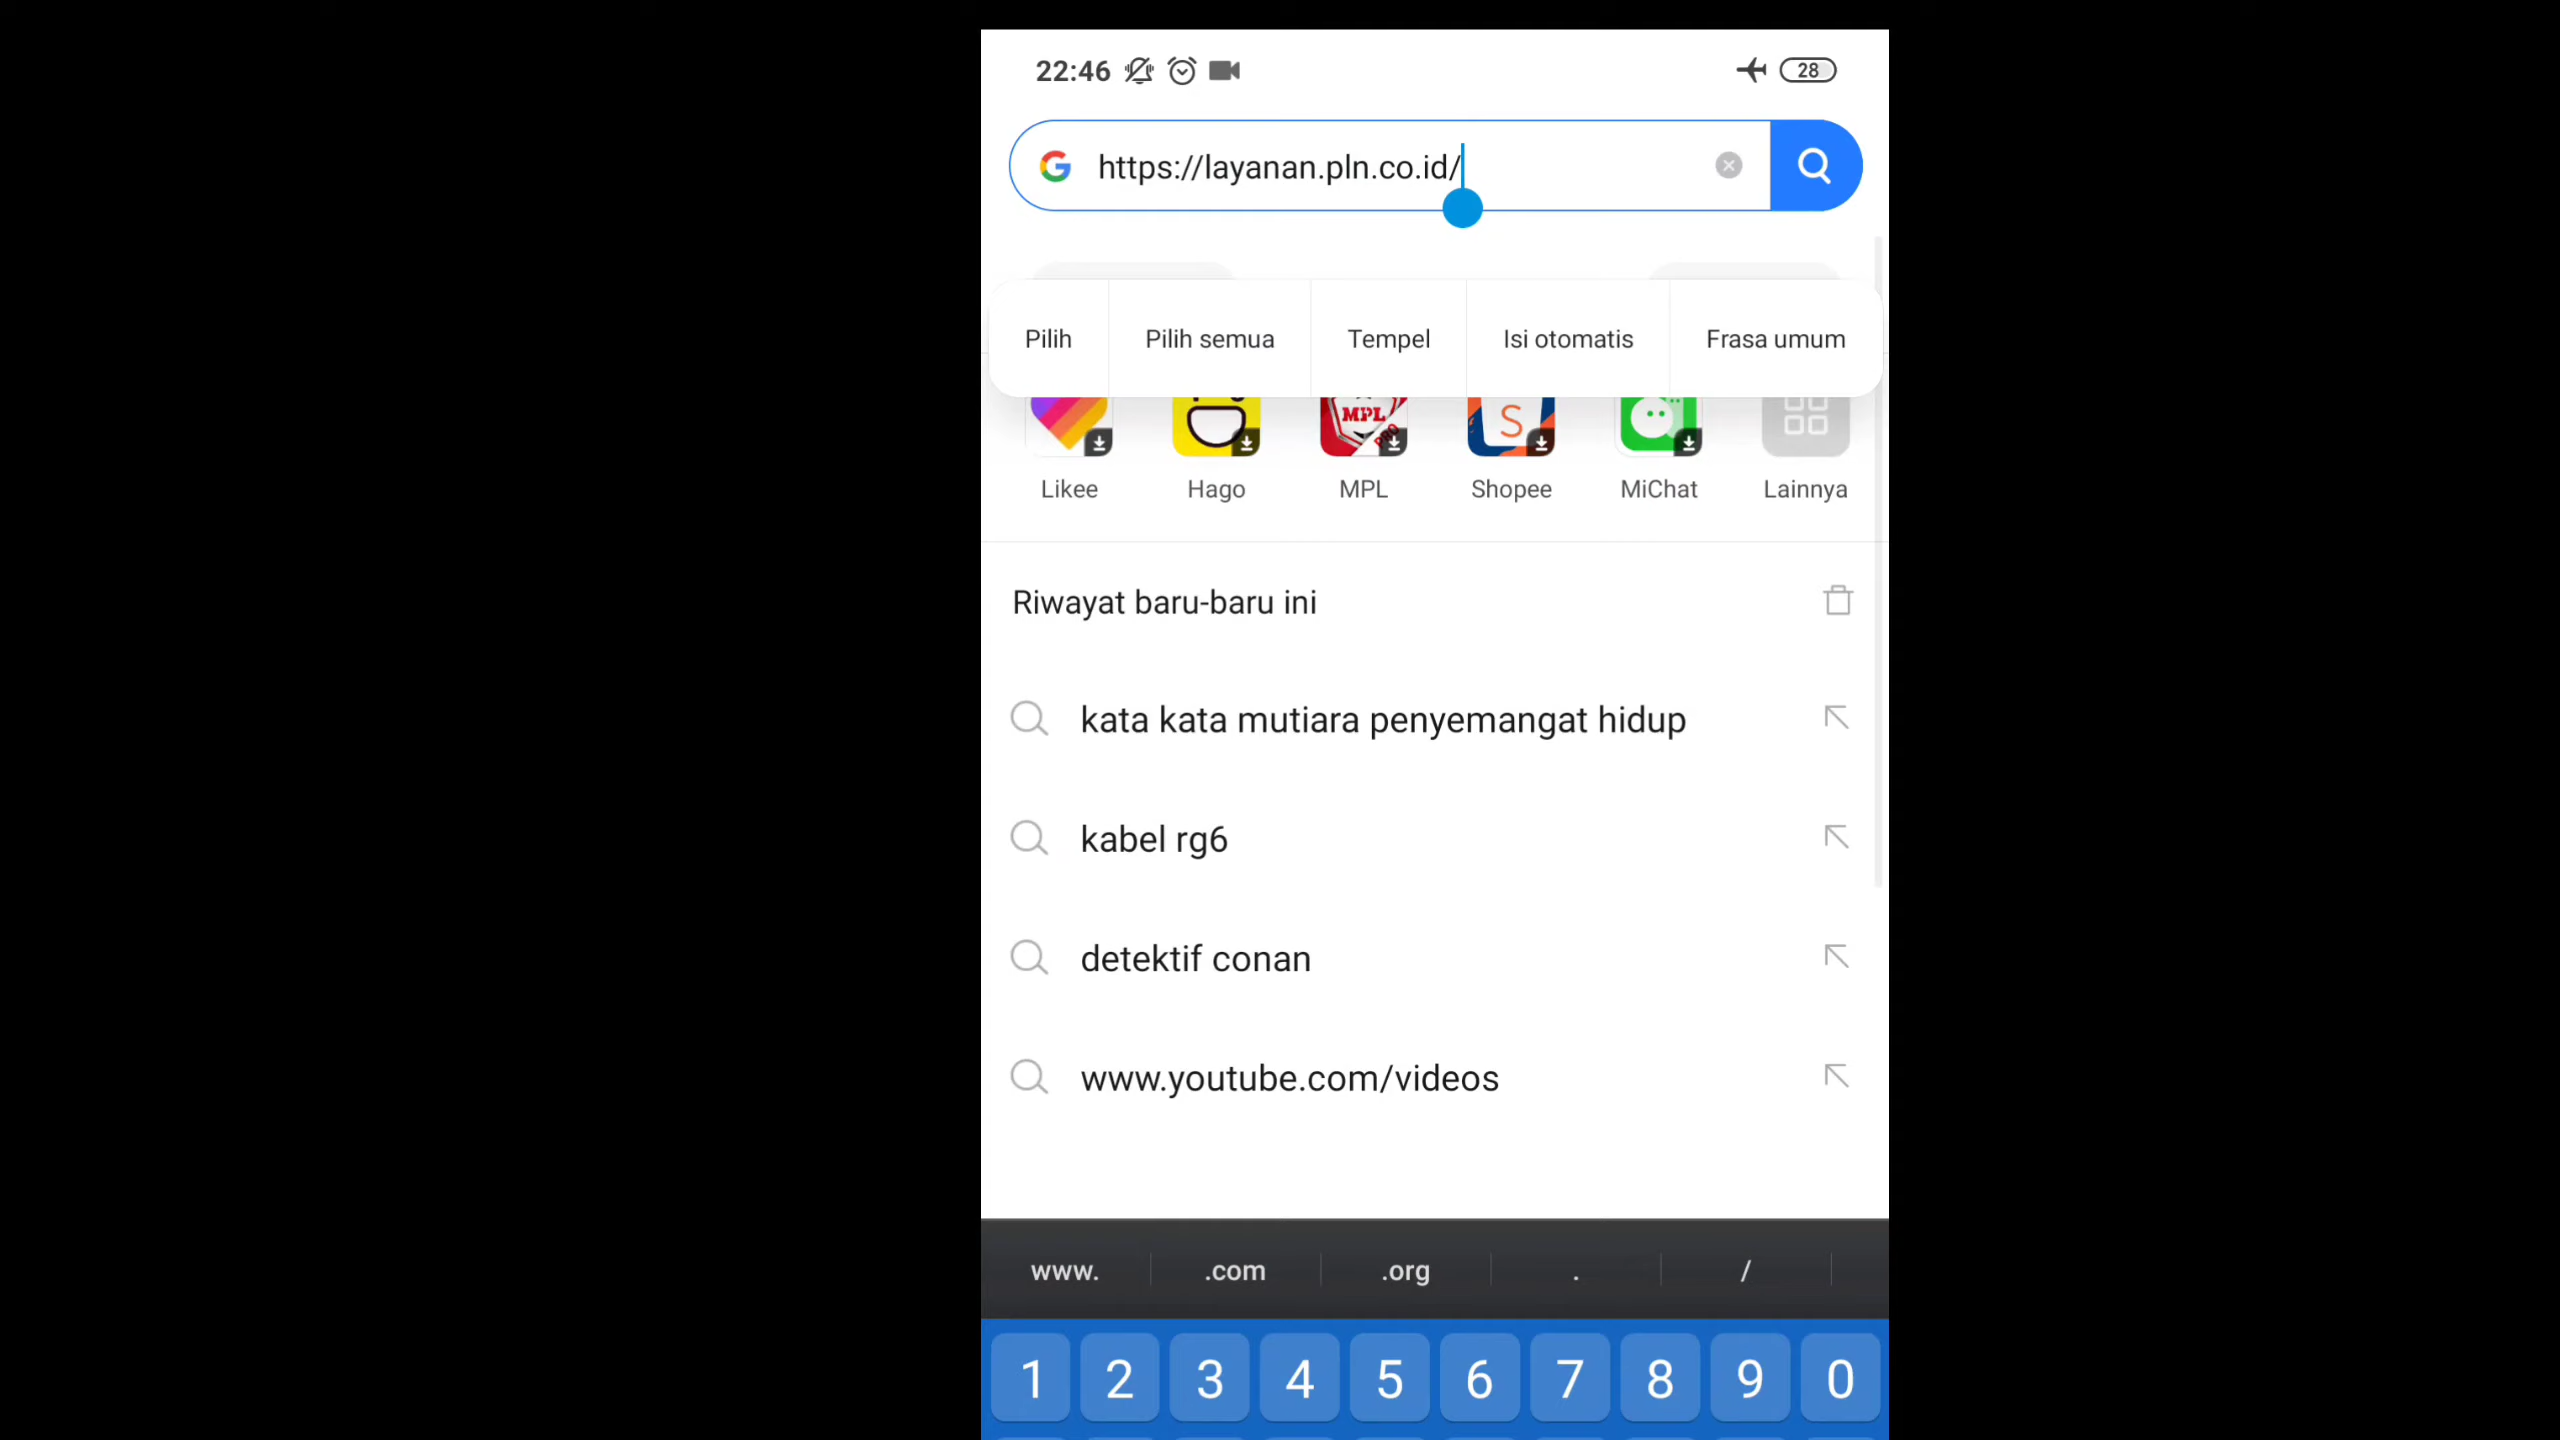 22:46
28
https://layanan.pln.co.id/
Pilih Pilih semua Tempel Isi otomatis Frasa umum
MPL PRO S
Likee Hago MPL Shopee MiChat Lainnya
Riwayat baru-baru ini
kata kata mutiara penyemangat hidup
kabel rg6
detektif conan
www.youtube.com/videos
www. .com .org . /
1 2 3 4 5 6 7 8 9 0